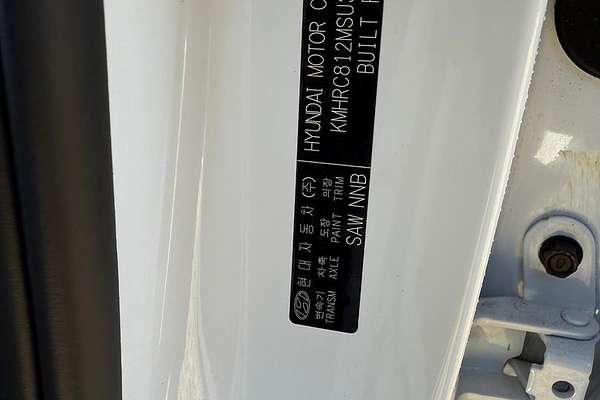 현대자동차(주) HYUNDAI MOTOR
변속기 차축 도장 의장 KMHRC812MSU
TRANSM AXLE PAINT TRIM BUILT
SAW NNB